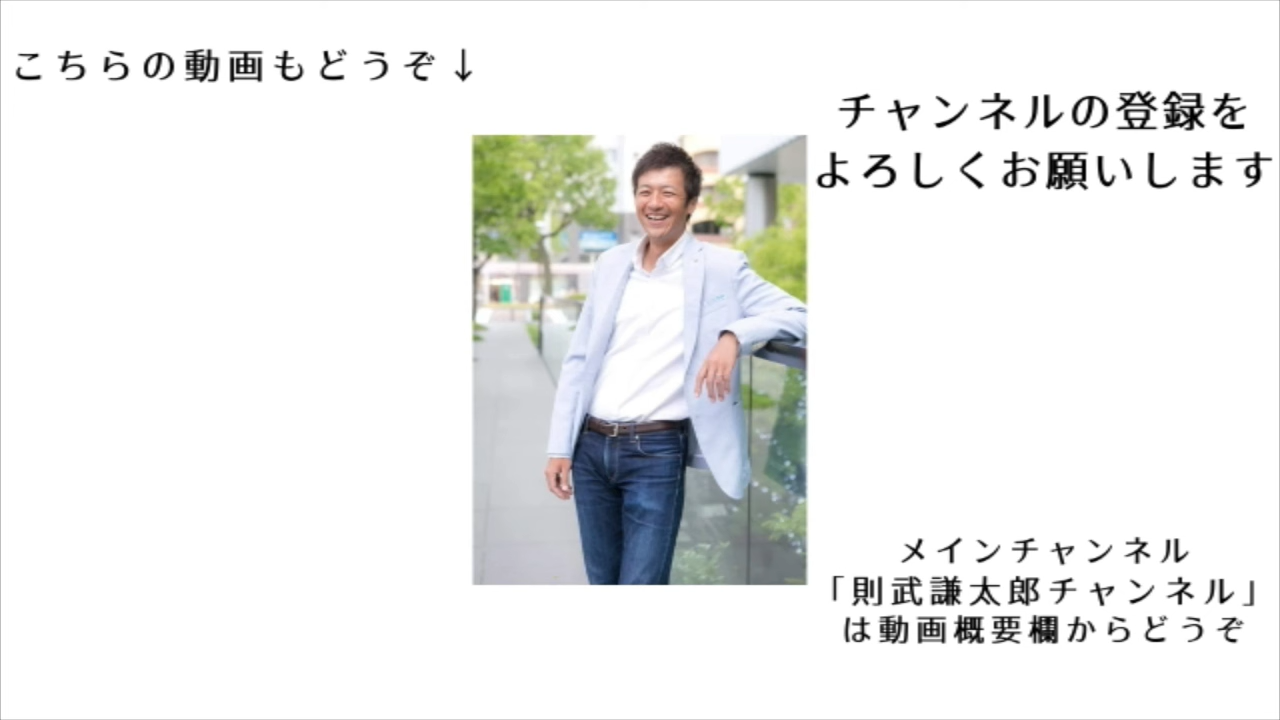 こちらの動画もどうぞ↓
チャンネルの登録を
よろしくお願いします
メインチャンネル
「則武謙太郎チャンネル」
は動画概要欄からどうぞ